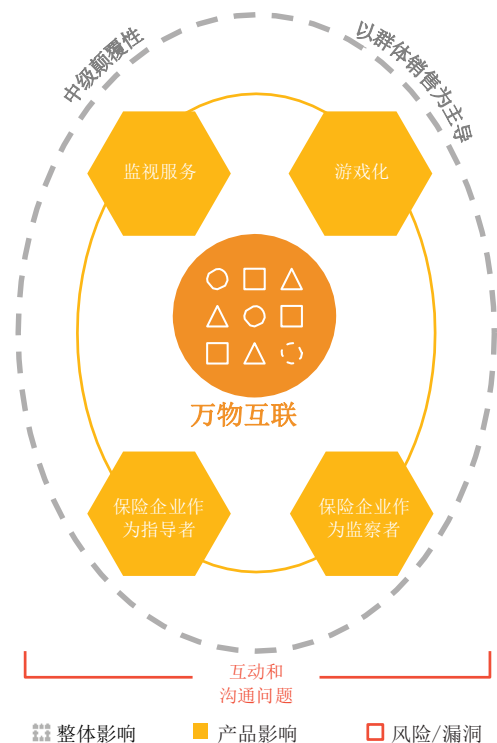 中级颠覆性
以群体销售为主导
监视服务
游戏化
万物互联
保险企业作
为指导者
保险企业作
为监察者
互动和
沟通问题
整体影响
产品影响
风险/漏洞